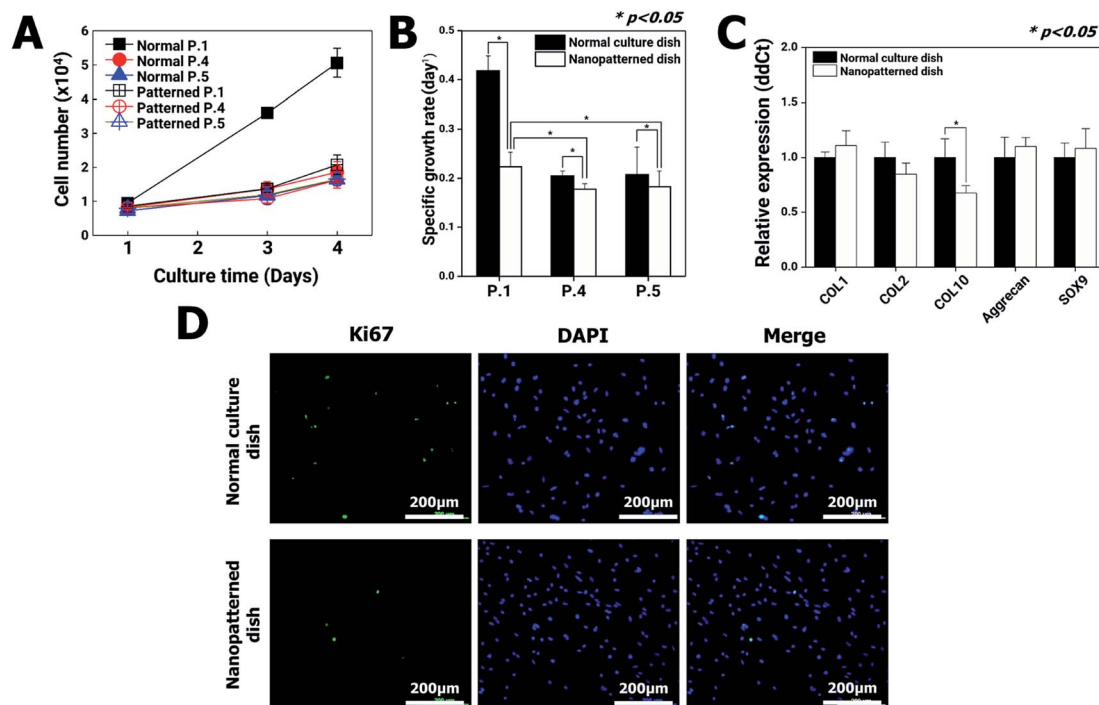 A
Cell number (x10⁴)
6
5
4
3
2
1
0
Normal P.1
Normal P.4
Normal P.5
Patterned P.1
Patterned P.4
Patterned P.5
1
2
3
4
Culture time (Days)
B
* p<0.05
Specific growth rate (day¹)
0.5
0.4
0.3
0.2
0.1
0.0
Normal culture dish
Nanopatterned dish
*
*
*
*
*
P.1
P.4
P.5
C
* p<0.05
Relative expression (ddCt)
2.0
1.5
1.0
0.5
0.0
Normal culture dish
Nanopatterned dish
*
COL1
COL2
COL10
Aggrecan
SOX9
D
Ki67
DAPI
Merge
Normal culture
dish
200μm
200μm
200μm
Nanopatterned
dish
200μm
200μm
200μm